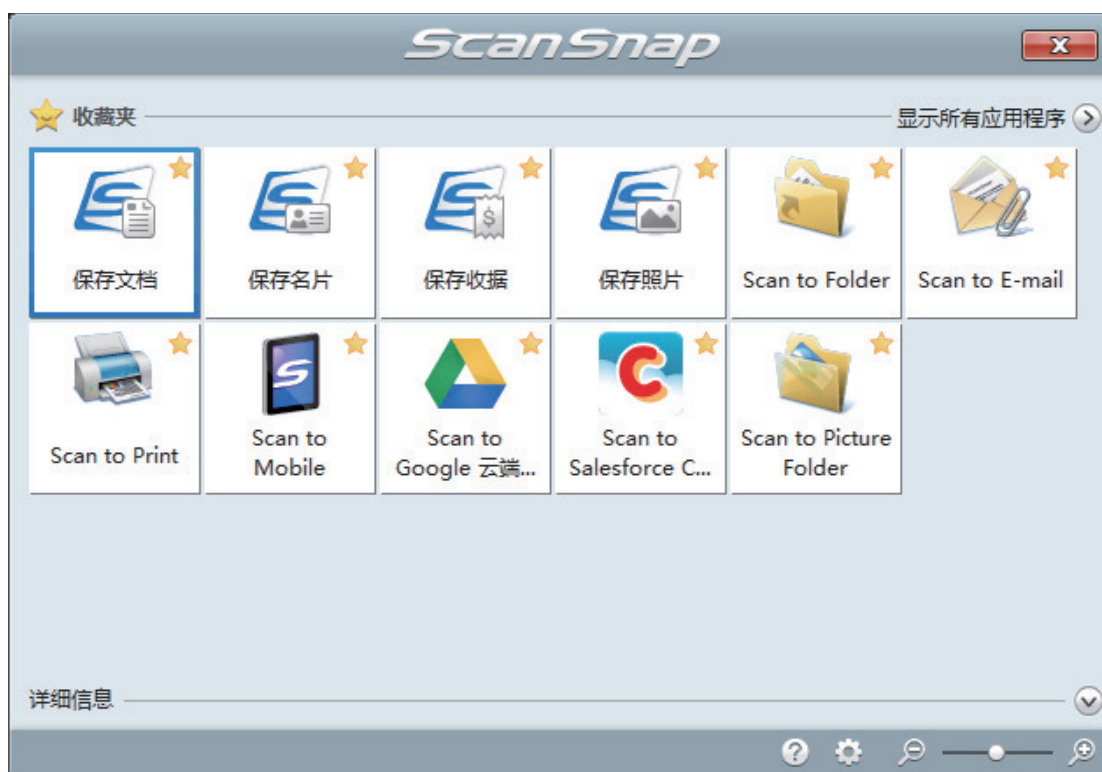 ScanSnap
收藏夹
显示所有应用程序
保存文档
保存名片
保存收据
保存照片
Scan to Folder
Scan to E-mail
Scan to Print
Scan to
Mobile
Scan to
Google 云端...
Scan to
Salesforce C...
Scan to Picture
Folder
详细信息